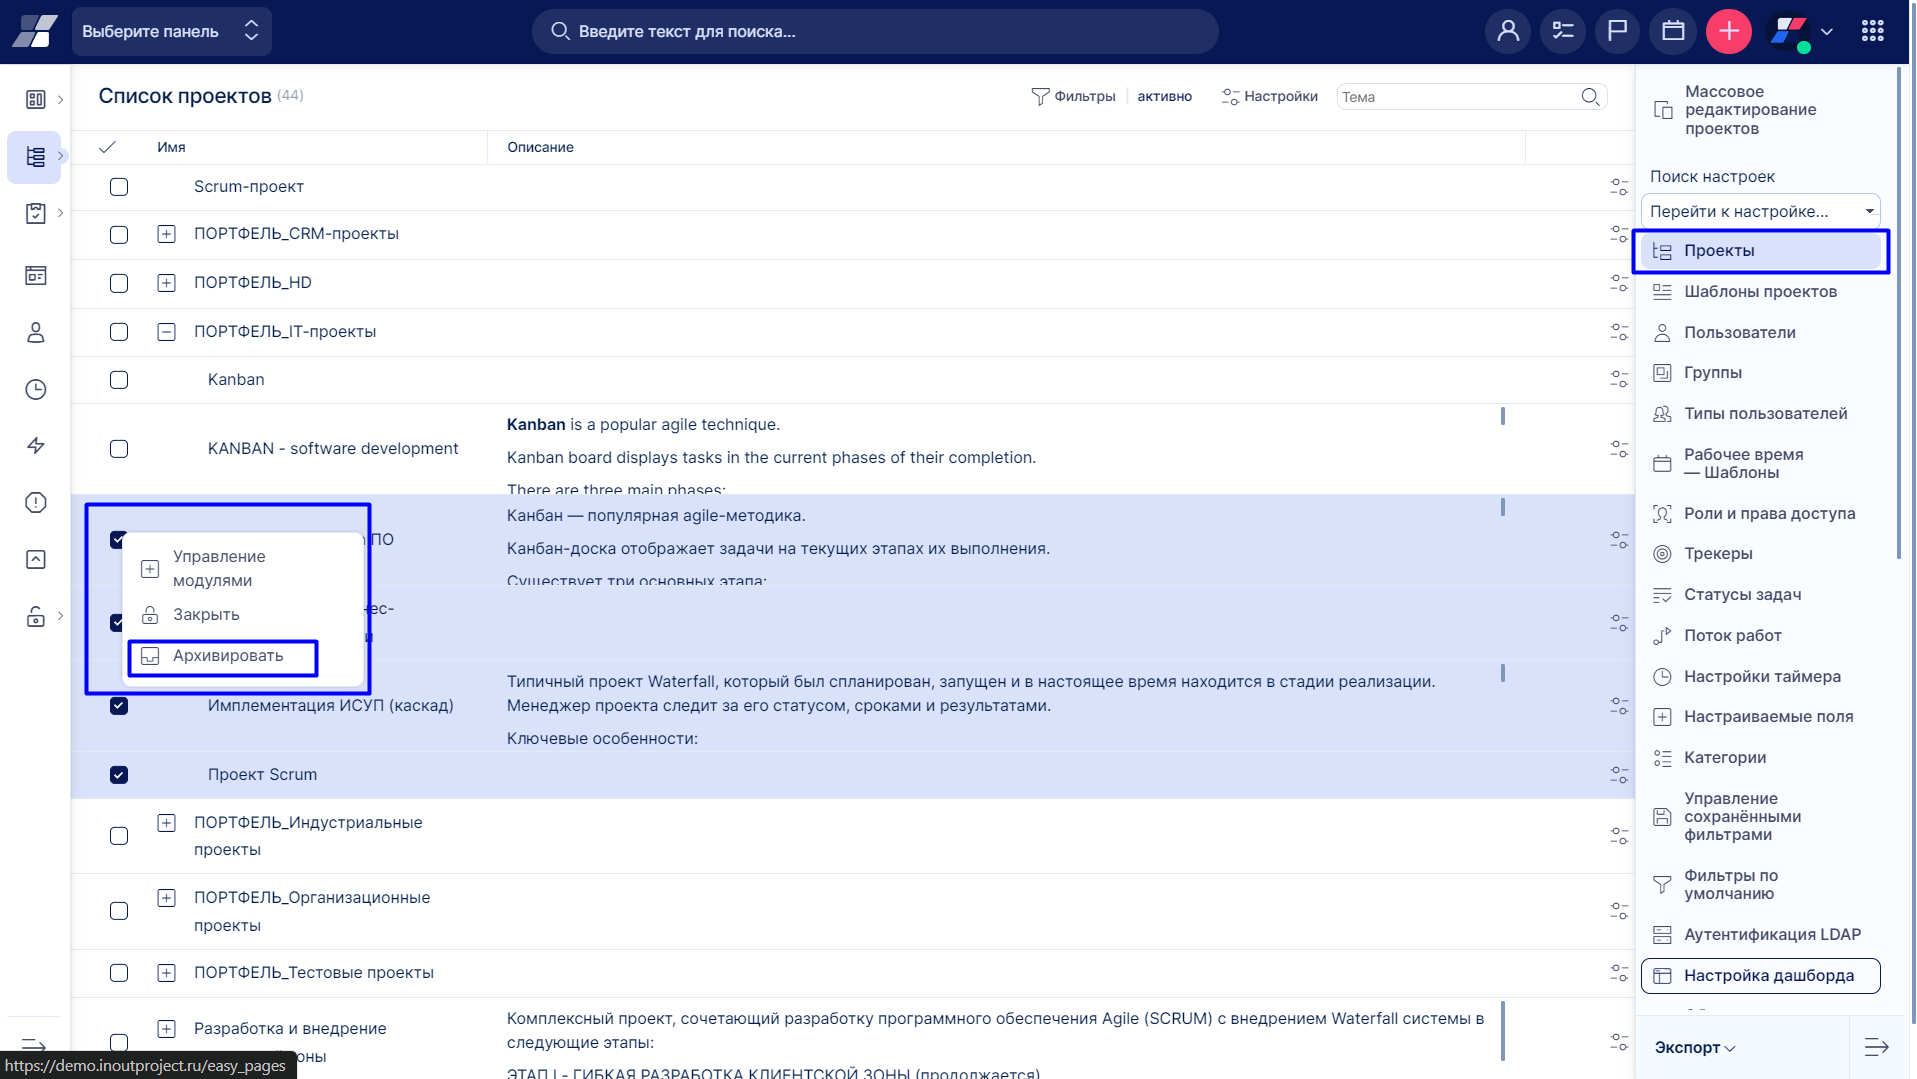 Выберите панель
Введите текст для поиска...
Список проектов (44)
Фильтры
активно
Настройки
Тема
Имя
Описание
Scrum-проект
ПОРТФЕЛЬ_CRM-проекты
ПОРТФЕЛЬ_HD
ПОРТФЕЛЬ_IT-проекты
Kanban
KANBAN - software development
Kanban is a popular agile technique.
Kanban board displays tasks in the current phases of their completion.
There are three main phases:
ПО
Канбан — популярная agile-методика.
Канбан-доска отображает задачи на текущих этапах их выполнения.
Существует три основных этапа:
Управление
модулями
Закрыть
Архивировать
нес-
и
Имплементация ИСУП (каскад)
Типичный проект Waterfall, который был спланирован, запущен и в настоящее время находится в стадии реализации.
Менеджер проекта следит за его статусом, сроками и результатами.
Ключевые особенности:
Проект Scrum
ПОРТФЕЛЬ_Индустриальные
проекты
ПОРТФЕЛЬ_Организационные
проекты
ПОРТФЕЛЬ_Тестовые проекты
Разработка и внедрение
оны
Комплексный проект, сочетающий разработку программного обеспечения Agile (SCRUM) с внедрением Waterfall системы в
следующие этапы:
ЭТАП I - ГИБКАЯ РАЗРАБОТКА КЛИЕНТСКОЙ ЗОНЫ (продолжается)
https://demo.inoutproject.ru/easy_pages
Массовое
редактирование
проектов
Поиск настроек
Перейти к настройке...
Проекты
Шаблоны проектов
Пользователи
Группы
Типы пользователей
Рабочее время
— Шаблоны
Роли и права доступа
Трекеры
Статусы задач
Поток работ
Настройки таймера
Настраиваемые поля
Категории
Управление
сохранёнными
фильтрами
Фильтры по
умолчанию
Аутентификация LDAP
Настройка дашборда
Экспорт